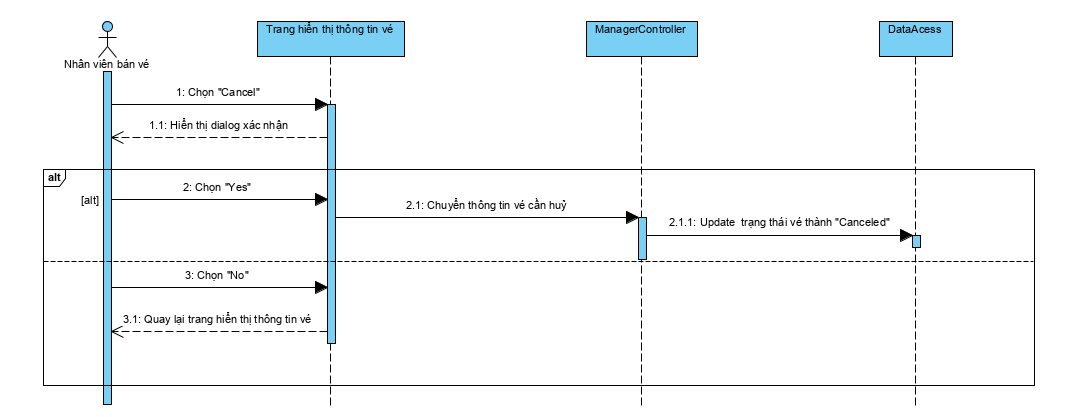 Trang hiển thị thông tin vé
ManagerController
DataAcess
Nhân viên bán vé
1: Chọn "Cancel"
1.1: Hiển thị dialog xác nhận
alt
[alt]
2: Chọn "Yes"
2.1: Chuyển thông tin vé cần huỷ
2.1.1: Update trạng thái vé thành "Canceled"
3: Chọn "No"
3.1: Quay lại trang hiển thị thông tin vé